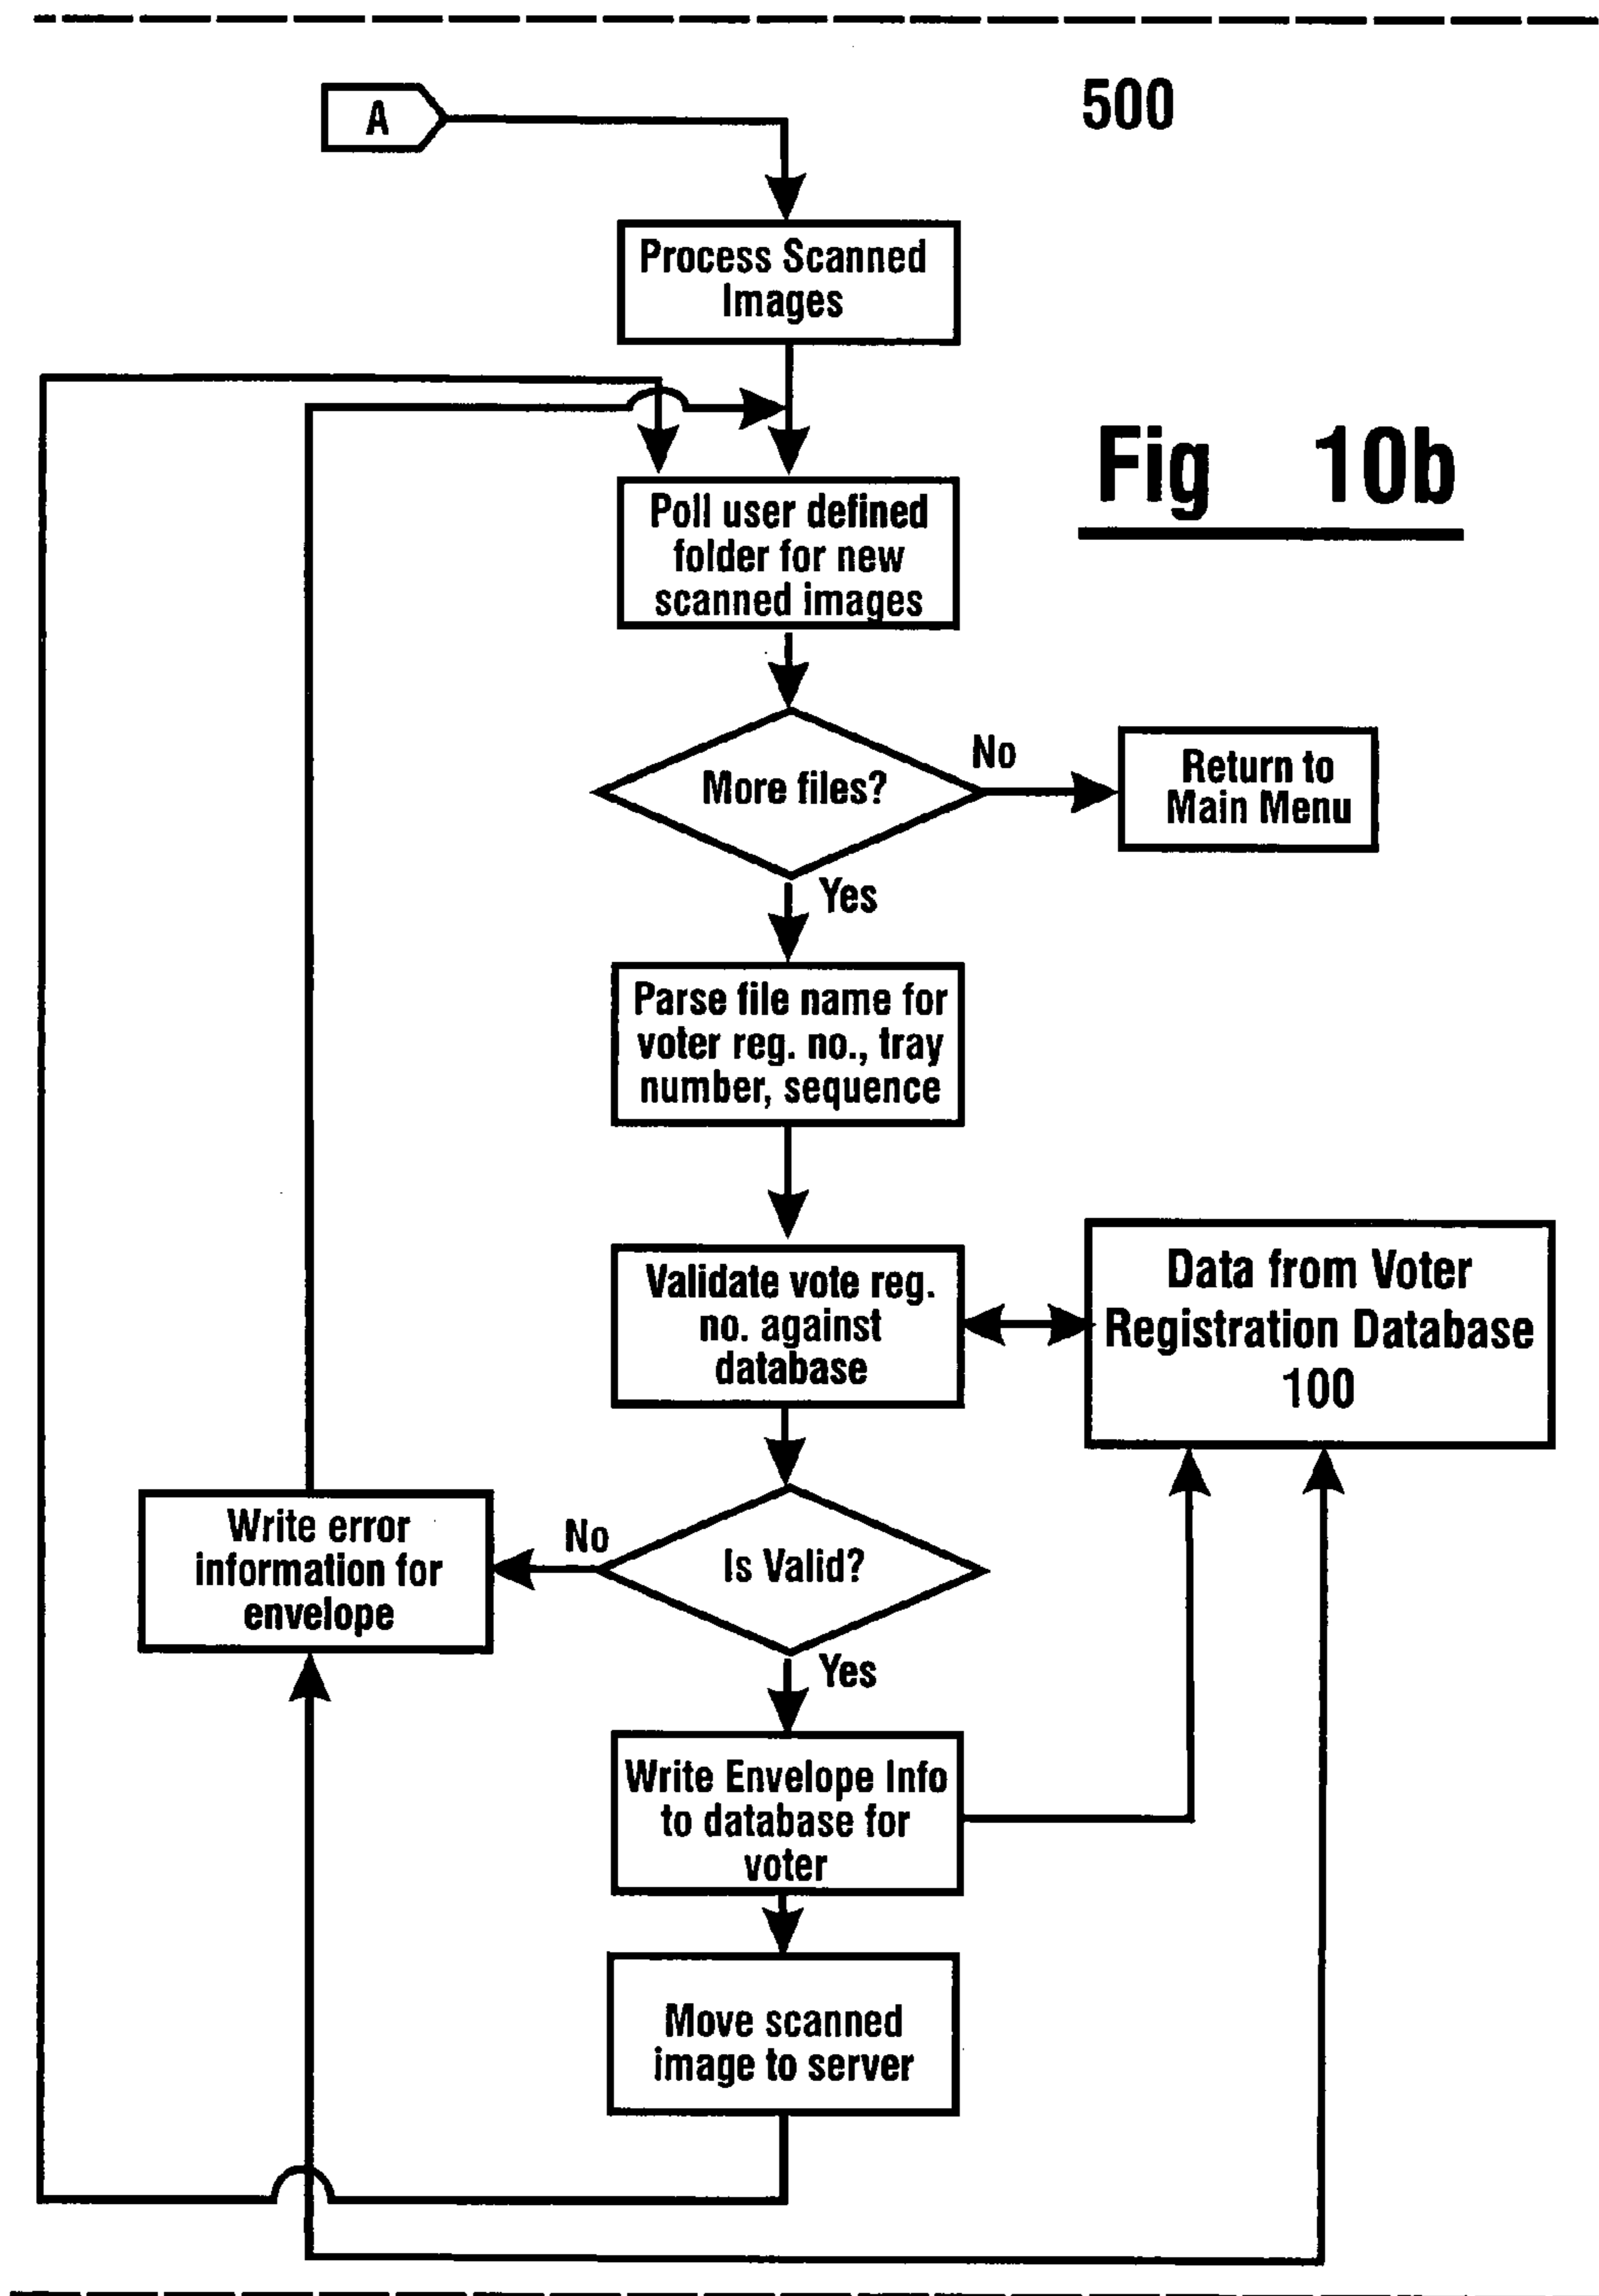 A
500
Process Scanned
Images
Fig 10b
Poll user defined
folder for new
scanned images
More files?
No
Return to
Main Menu
Yes
Parse file name for
voter reg. no., tray
number, sequence
Validate vote reg.
no. against
database
Data from Voter
Registration Database
100
Write error
information for
envelope
No
Is Valid?
Yes
Write Envelope Info
to database for
voter
Move scanned
image to server